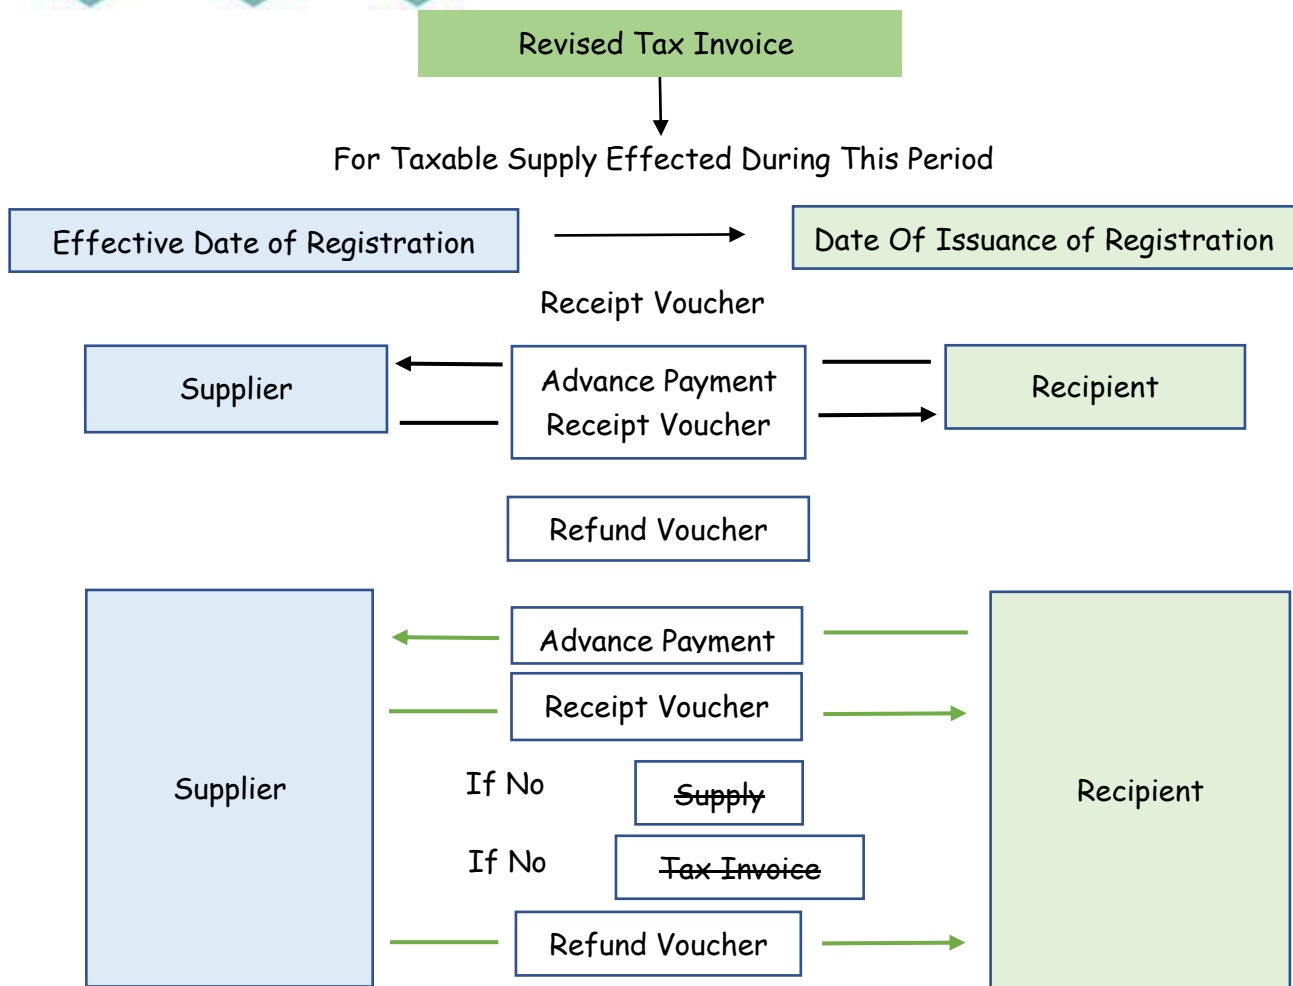 Revised Tax Invoice
For Taxable Supply Effected During This Period
Effective Date of Registration
Date Of Issuance of Registration
Receipt Voucher
Supplier
Advance Payment
Receipt Voucher
Recipient
Refund Voucher
Advance Payment
Receipt Voucher
If No
Supply
Supplier
Recipient
If No
Tax Invoice
Refund Voucher